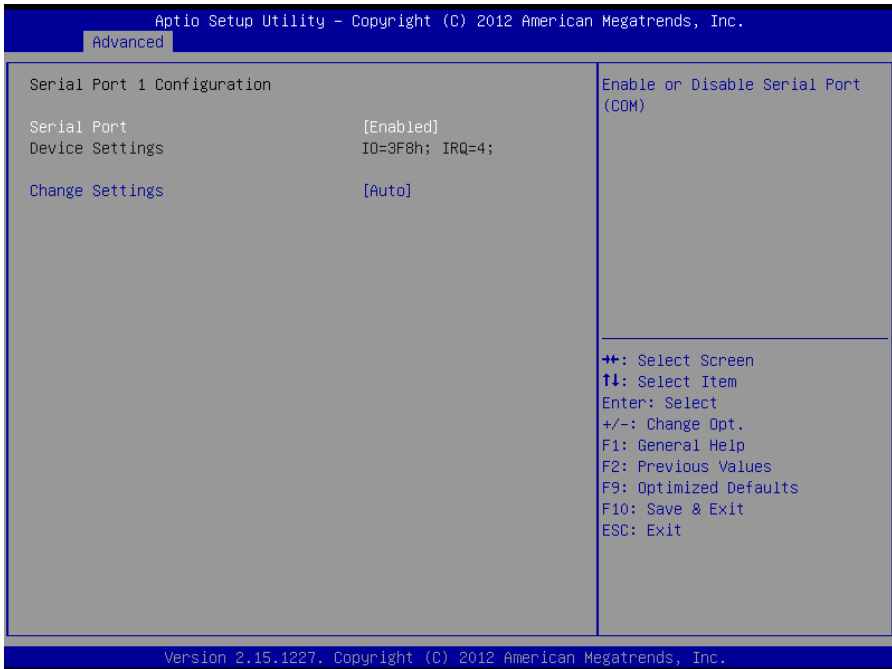 Aptio Setup Utility – Copyright (C) 2012 American Megatrends, Inc.
Advanced
Serial Port 1 Configuration
Serial Port [Enabled]
Device Settings IO=3F8h; IRQ=4;
Change Settings [Auto]
Enable or Disable Serial Port
(COM)
→←: Select Screen
↑↓: Select Item
Enter: Select
+/-: Change Opt.
F1: General Help
F2: Previous Values
F9: Optimized Defaults
F10: Save & Exit
ESC: Exit
Version 2.15.1227. Copyright (C) 2012 American Megatrends, Inc.